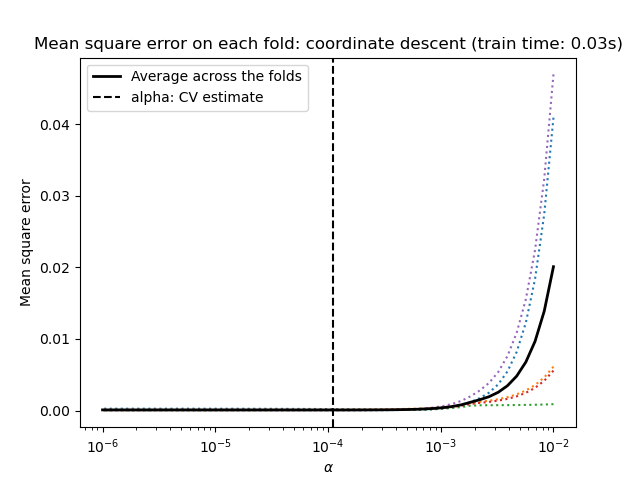 Mean square error on each fold: coordinate descent (train time: 0.03s)
Average across the folds
alpha: CV estimate
Mean square error
0.04
0.03
0.02
0.01
0.00
10⁻⁶ 10⁻⁵ 10⁻⁴ 10⁻³ 10⁻²
α